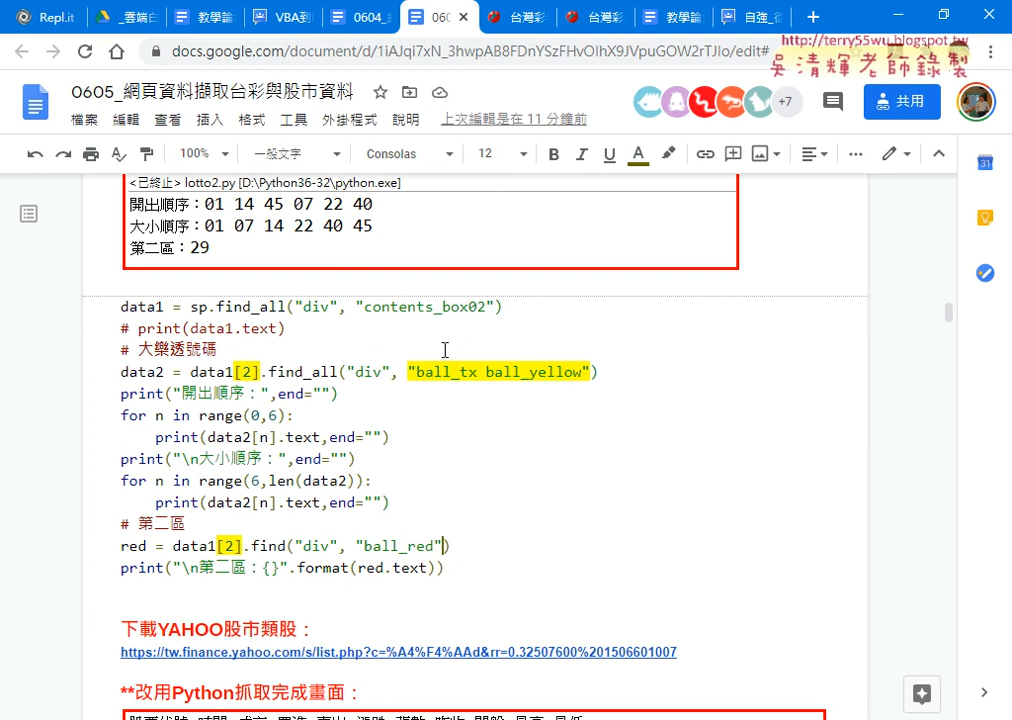 Repl.it
_雲端白
教學論
VBA到
0604_
060
台灣彩
台灣彩
教學論
自強_彳
docs.google.com/document/d/1iAJqi7xN_3hwpAB8FDnYSzFHvOlhX9JVpuGOW2rTJIo/edit#
http://terry55wu.blogspot.tw
吳清輝老師錄製
0605_網頁資料擷取台彩與股市資料
+7
共用
檔案 編輯 查看 插入 格式 工具 外掛程式 說明 上次編輯是在 11 分鐘前
100% 一般文字 Consolas 12 B I U A
31
<已終止> lotto2.py [D:\Python36-32\python.exe]
開出順序：01 14 45 07 22 40
大小順序：01 07 14 22 40 45
第二區：29
data1 = sp.find_all("div", "contents_box02")
# print(data1.text)
# 大樂透號碼
data2 = data1[2].find_all("div", "ball_tx ball_yellow")
print("開出順序：",end="")
for n in range(0,6):
print(data2[n].text,end="")
print("\n大小順序：",end="")
for n in range(6,len(data2)):
print(data2[n].text,end="")
# 第二區
red = data1[2].find("div", "ball_red")
print("\n第二區：{}".format(red.text))
下載YAHOO股市類股：
https://tw.finance.yahoo.com/s/list.php?c=%A4%F4%AAd&rr=0.32507600%201506601007
**改用Python抓取完成畫面：